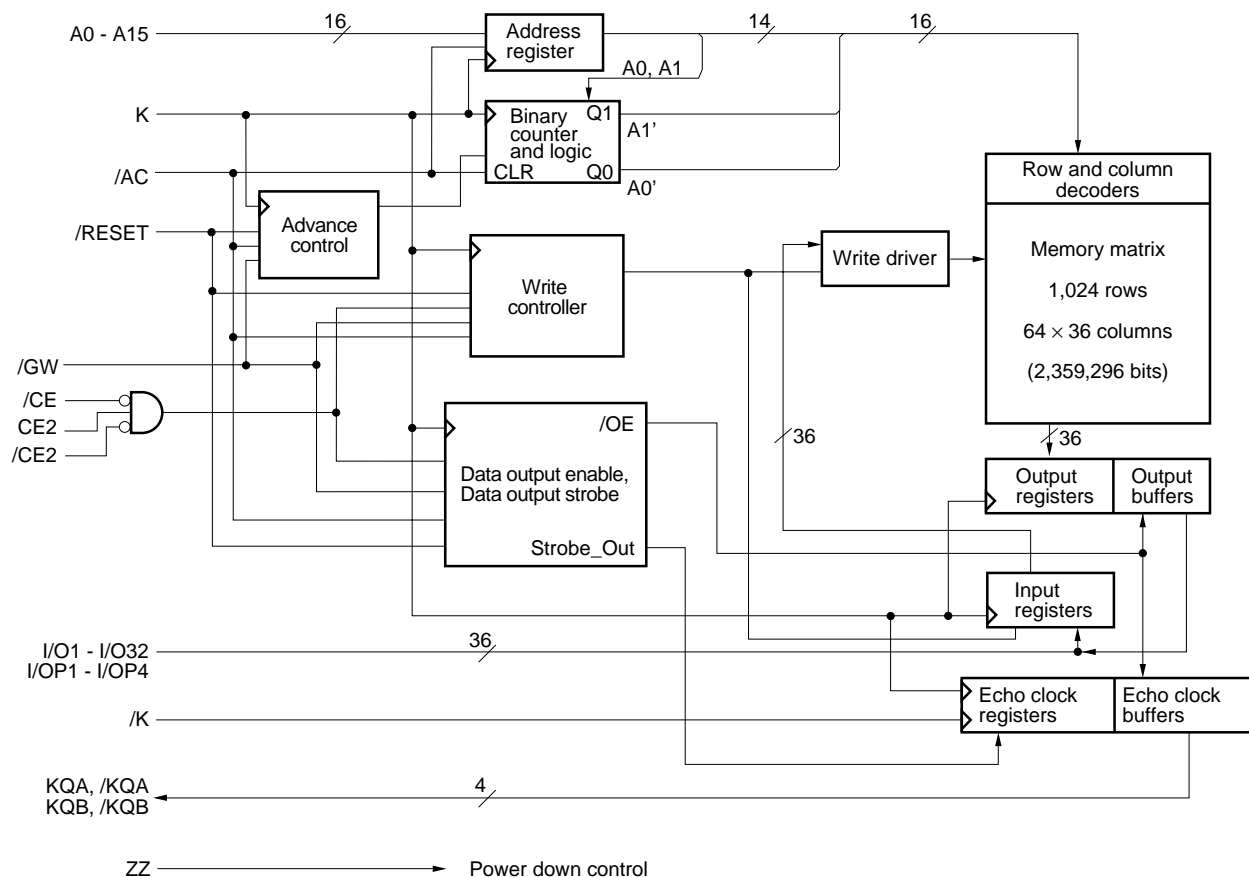 A0 - A15
16
Address
register
14
16
A0, A1
K
Binary
counter
and logic
Q1
A1’
/AC
CLR
Q0
A0’
Row and column
decoders
/RESET
Advance
control
Write driver
Memory matrix
1,024 rows
64 × 36 columns
(2,359,296 bits)
Write
controller
/GW
/CE
CE2
/CE2
/OE
36
36
Data output enable,
Data output strobe
Output
registers
Output
buffers
Strobe_Out
Input
registers
I/O1 - I/O32
I/OP1 - I/OP4
36
/K
Echo clock
registers
Echo clock
buffers
KQA, /KQA
KQB, /KQB
4
ZZ
Power down control